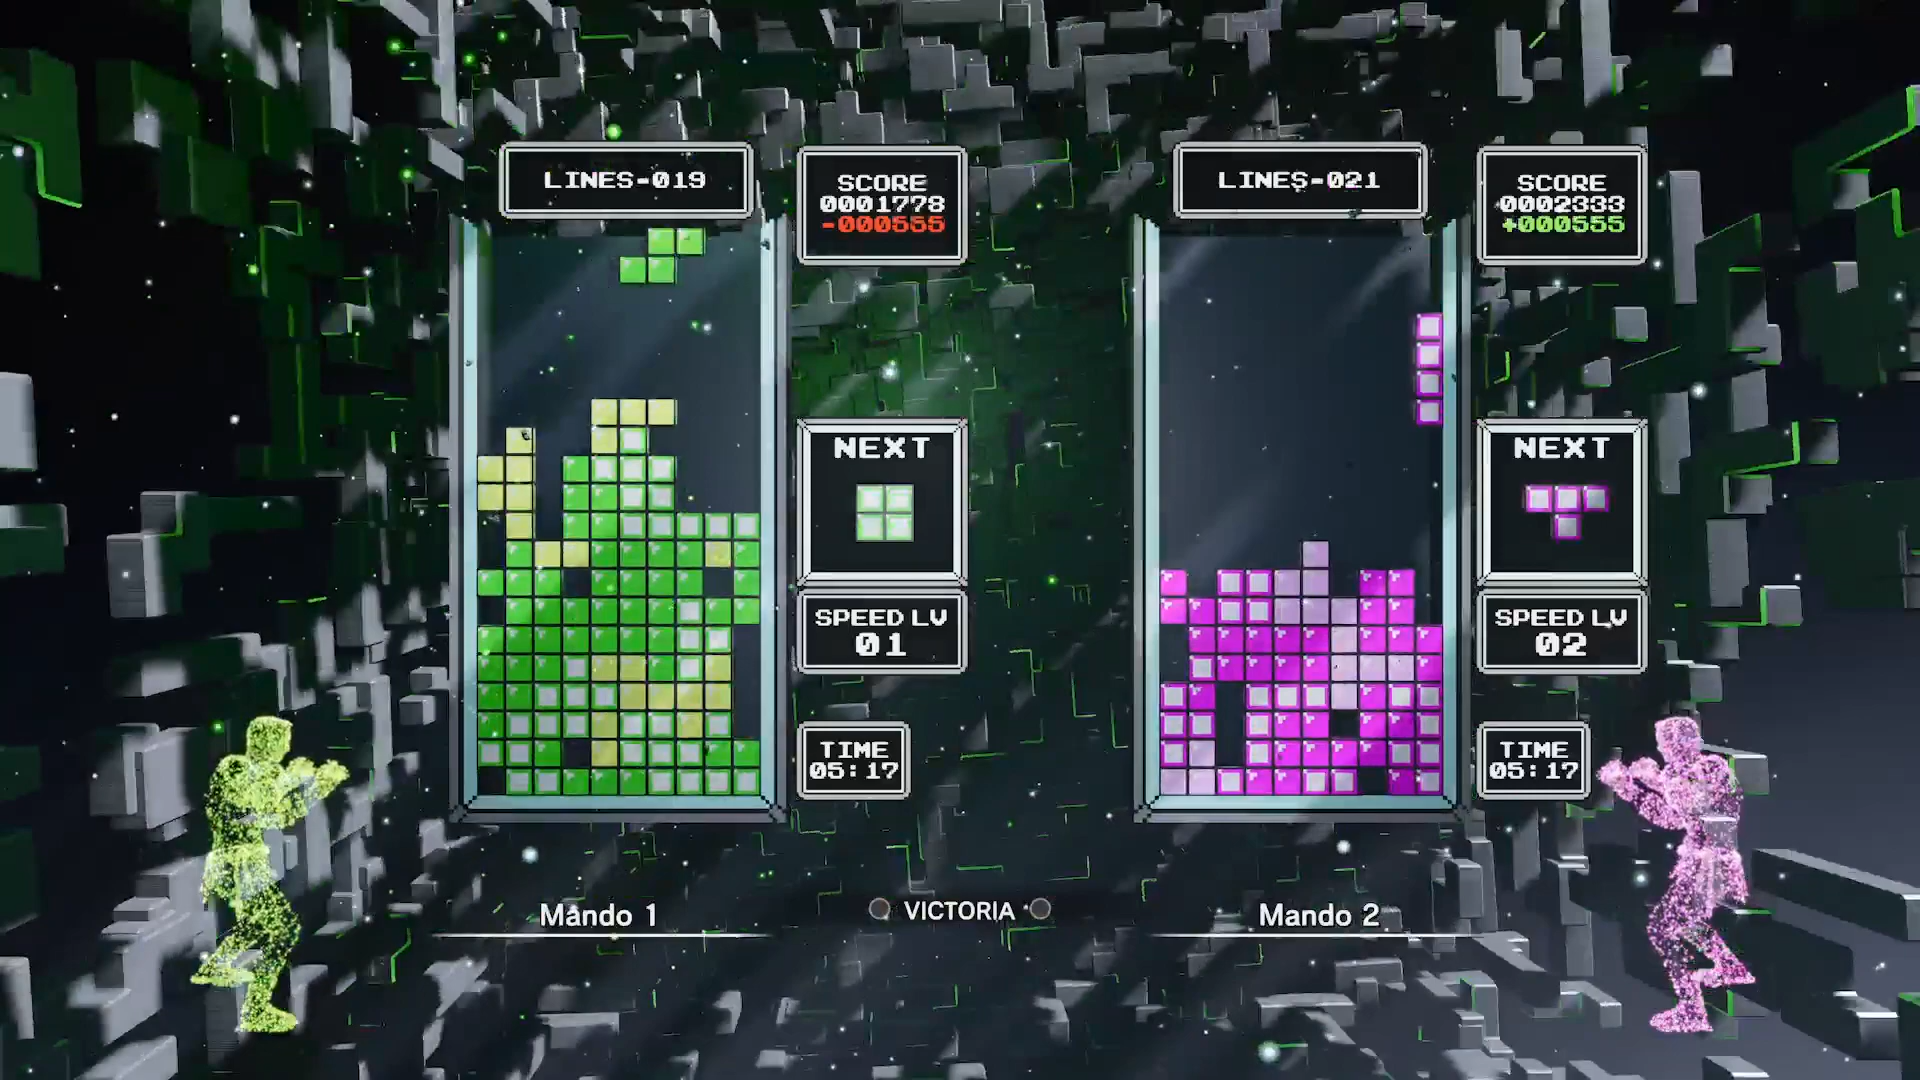 LINES-019
SCORE
0001778
-000555
NEXT
SPEED LV
01
TIME
05:17
Mando 1
VICTORIA
LINES-021
SCORE
0002333
+000555
NEXT
SPEED LV
02
TIME
05:17
Mando 2